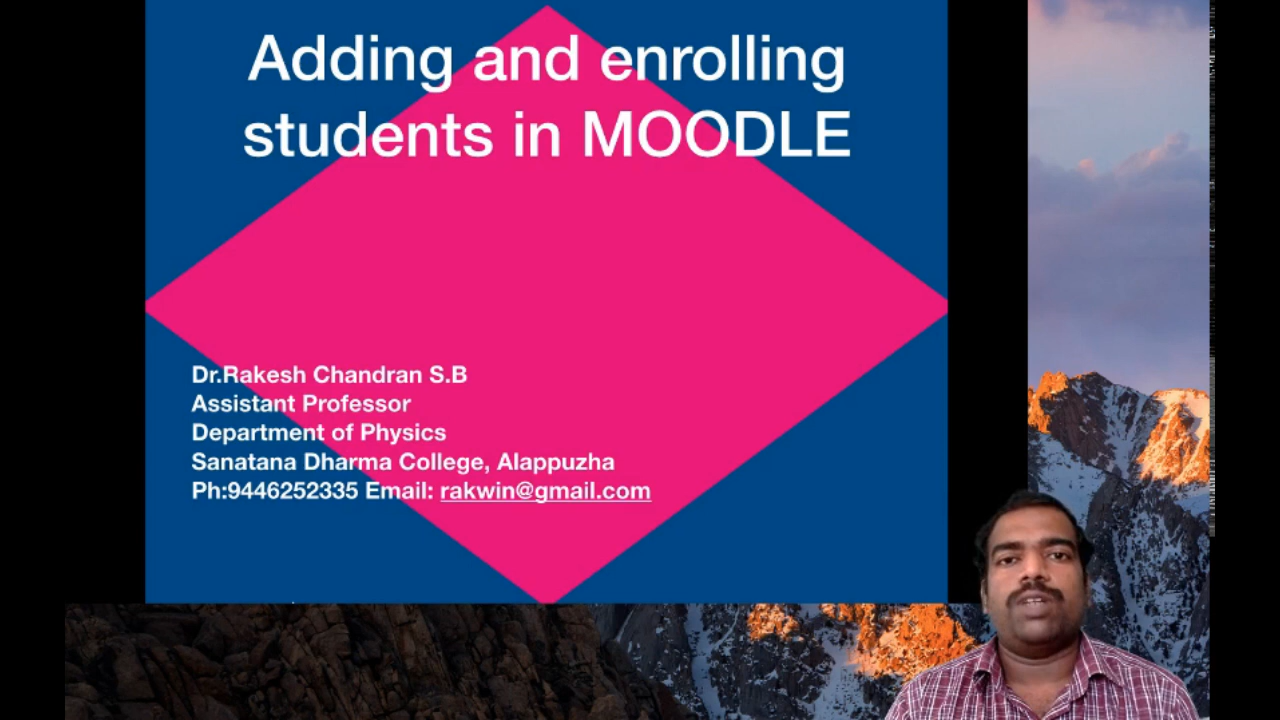 Adding and enrolling
students in MOODLE
Dr.Rakesh Chandran S.B
Assistant Professor
Department of Physics
Sanatana Dharma College, Alappuzha
Ph:9446252335 Email: rakwin@gmail.com